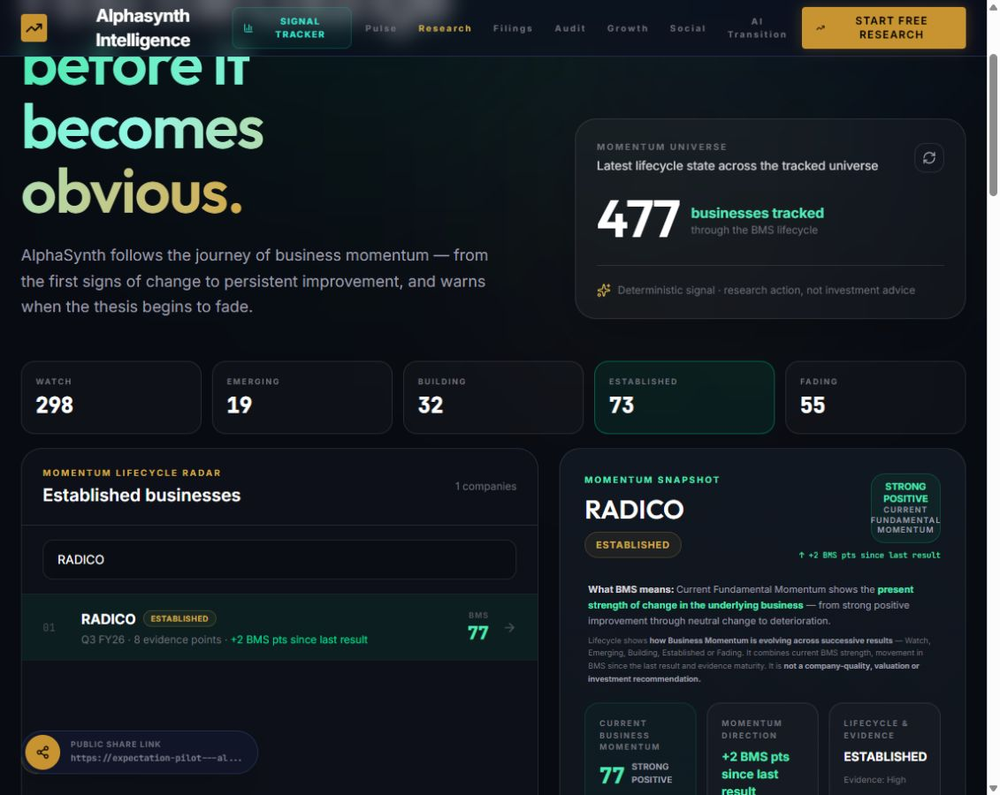 Alphasynth
Intelligence
SIGNAL
TRACKER
Pulse
Research
Filings
Audit
Growth
Social
AI
Transition
START FREE
RESEARCH
before it
becomes
obvious.
AlphaSynth follows the journey of business momentum — from
the first signs of change to persistent improvement, and warns
when the thesis begins to fade.
MOMENTUM UNIVERSE
Latest lifecycle state across the tracked universe
477
businesses tracked
through the BMS lifecycle
Deterministic signal · research action, not investment advice
WATCH
298
EMERGING
19
BUILDING
32
ESTABLISHED
73
FADING
55
MOMENTUM LIFECYCLE RADAR
Established businesses
1 companies
RADICO
01
RADICO
ESTABLISHED
Q3 FY26 · 8 evidence points · +2 BMS pts since last result
BMS
77
PUBLIC SHARE LINK
https://expectation-pilot---al...
MOMENTUM SNAPSHOT
RADICO
ESTABLISHED
STRONG
POSITIVE
CURRENT
FUNDAMENTAL
MOMENTUM
↑ +2 BMS pts since last result
What BMS means: Current Fundamental Momentum shows the present
strength of change in the underlying business — from strong positive
improvement through neutral change to deterioration.
Lifecycle shows how Business Momentum is evolving across successive results — Watch,
Emerging, Building, Established or Fading. It combines current BMS strength, movement in
BMS since the last result and evidence maturity. It is not a company-quality, valuation or
investment recommendation.
CURRENT
BUSINESS
MOMENTUM
77
STRONG
POSITIVE
MOMENTUM
DIRECTION
+2 BMS pts
since last
result
LIFECYCLE &
EVIDENCE
ESTABLISHED
Evidence: High